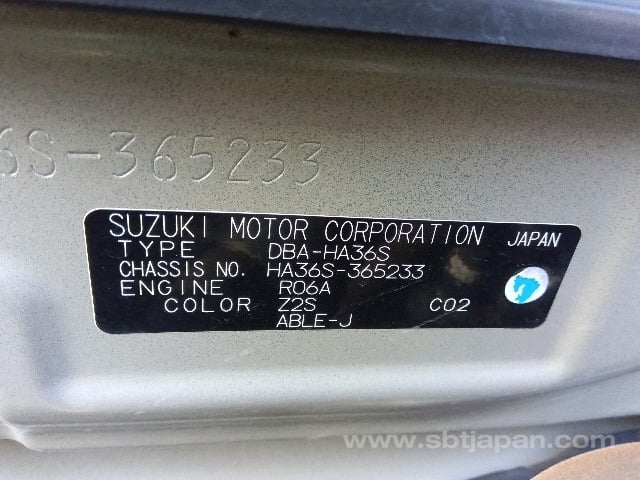 6S-365233
SUZUKI MOTOR CORPORATION JAPAN
TYPE DBA-HA36S
CHASSIS NO. HA36S-365233
ENGINE R06A
COLOR Z2S C02
ABLE-J
www.sbtjapan.com